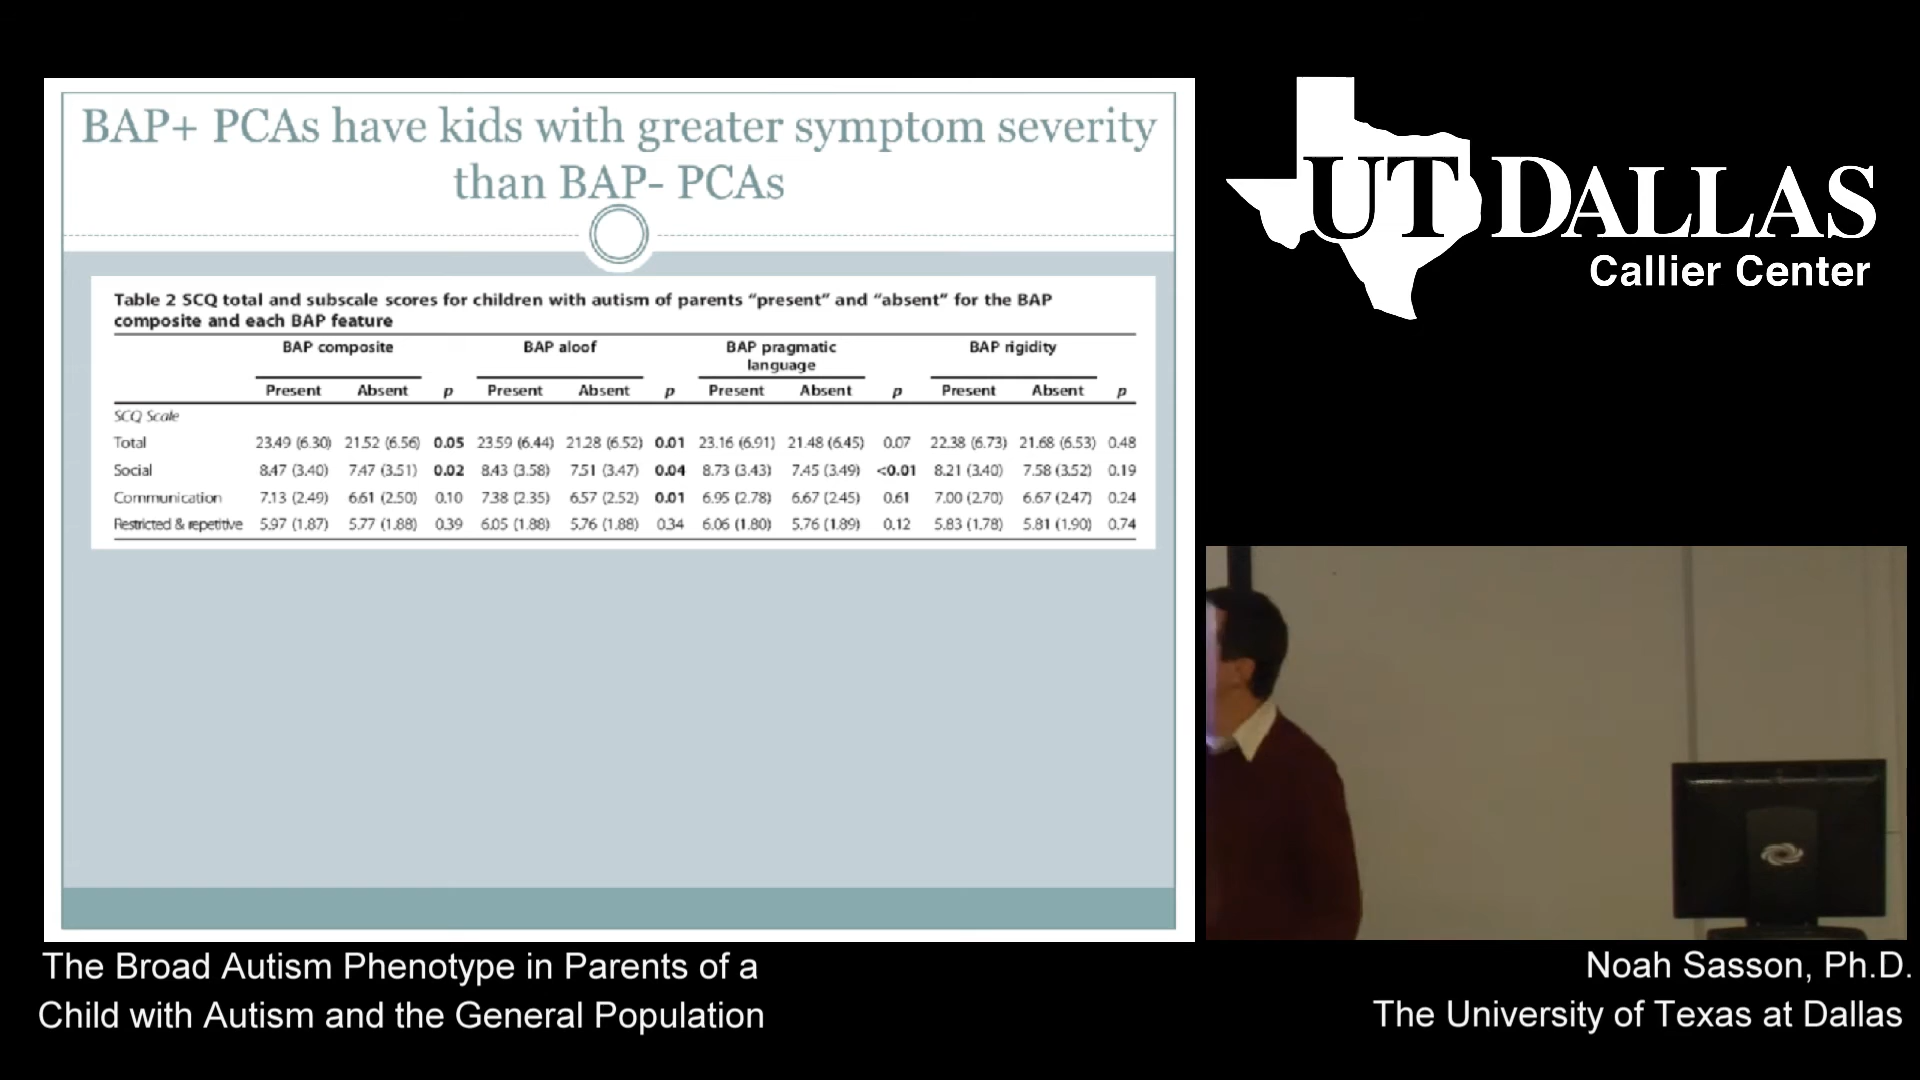 BAP+ PCAs have kids with greater symptom severity
than BAP- PCAs
Table 2 SCQ total and subscale scores for children with autism of parents “present” and “absent” for the BAP
composite and each BAP feature
BAP composite BAP aloof BAP pragmatic language BAP rigidity
Present Absent p Present Absent p Present Absent p Present Absent p
SCQ Scale
Total 23.49 (6.30) 21.52 (6.56) 0.05 23.59 (6.44) 21.28 (6.52) 0.01 23.16 (6.91) 21.48 (6.45) 0.07 22.38 (6.73) 21.68 (6.53) 0.48
Social 8.47 (3.40) 7.47 (3.51) 0.02 8.43 (3.58) 7.51 (3.47) 0.04 8.73 (3.43) 7.45 (3.49) <0.01 8.21 (3.40) 7.58 (3.52) 0.19
Communication 7.13 (2.49) 6.61 (2.50) 0.10 7.38 (2.35) 6.57 (2.52) 0.01 6.95 (2.78) 6.67 (2.45) 0.61 7.00 (2.70) 6.67 (2.47) 0.24
Restricted & repetitive 5.97 (1.87) 5.77 (1.88) 0.39 6.05 (1.88) 5.76 (1.88) 0.34 6.06 (1.80) 5.76 (1.89) 0.12 5.83 (1.78) 5.81 (1.90) 0.74
UT DALLAS
Callier Center
The Broad Autism Phenotype in Parents of a
Child with Autism and the General Population
Noah Sasson, Ph.D.
The University of Texas at Dallas